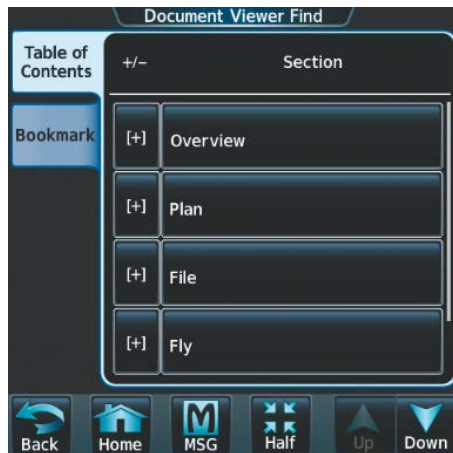 Document Viewer Find
Table of
Contents
+/–
Section
Bookmark
[+]
Overview
[+]
Plan
[+]
File
[+]
Fly
Back
Home
M
MSG
Half
Up
Down